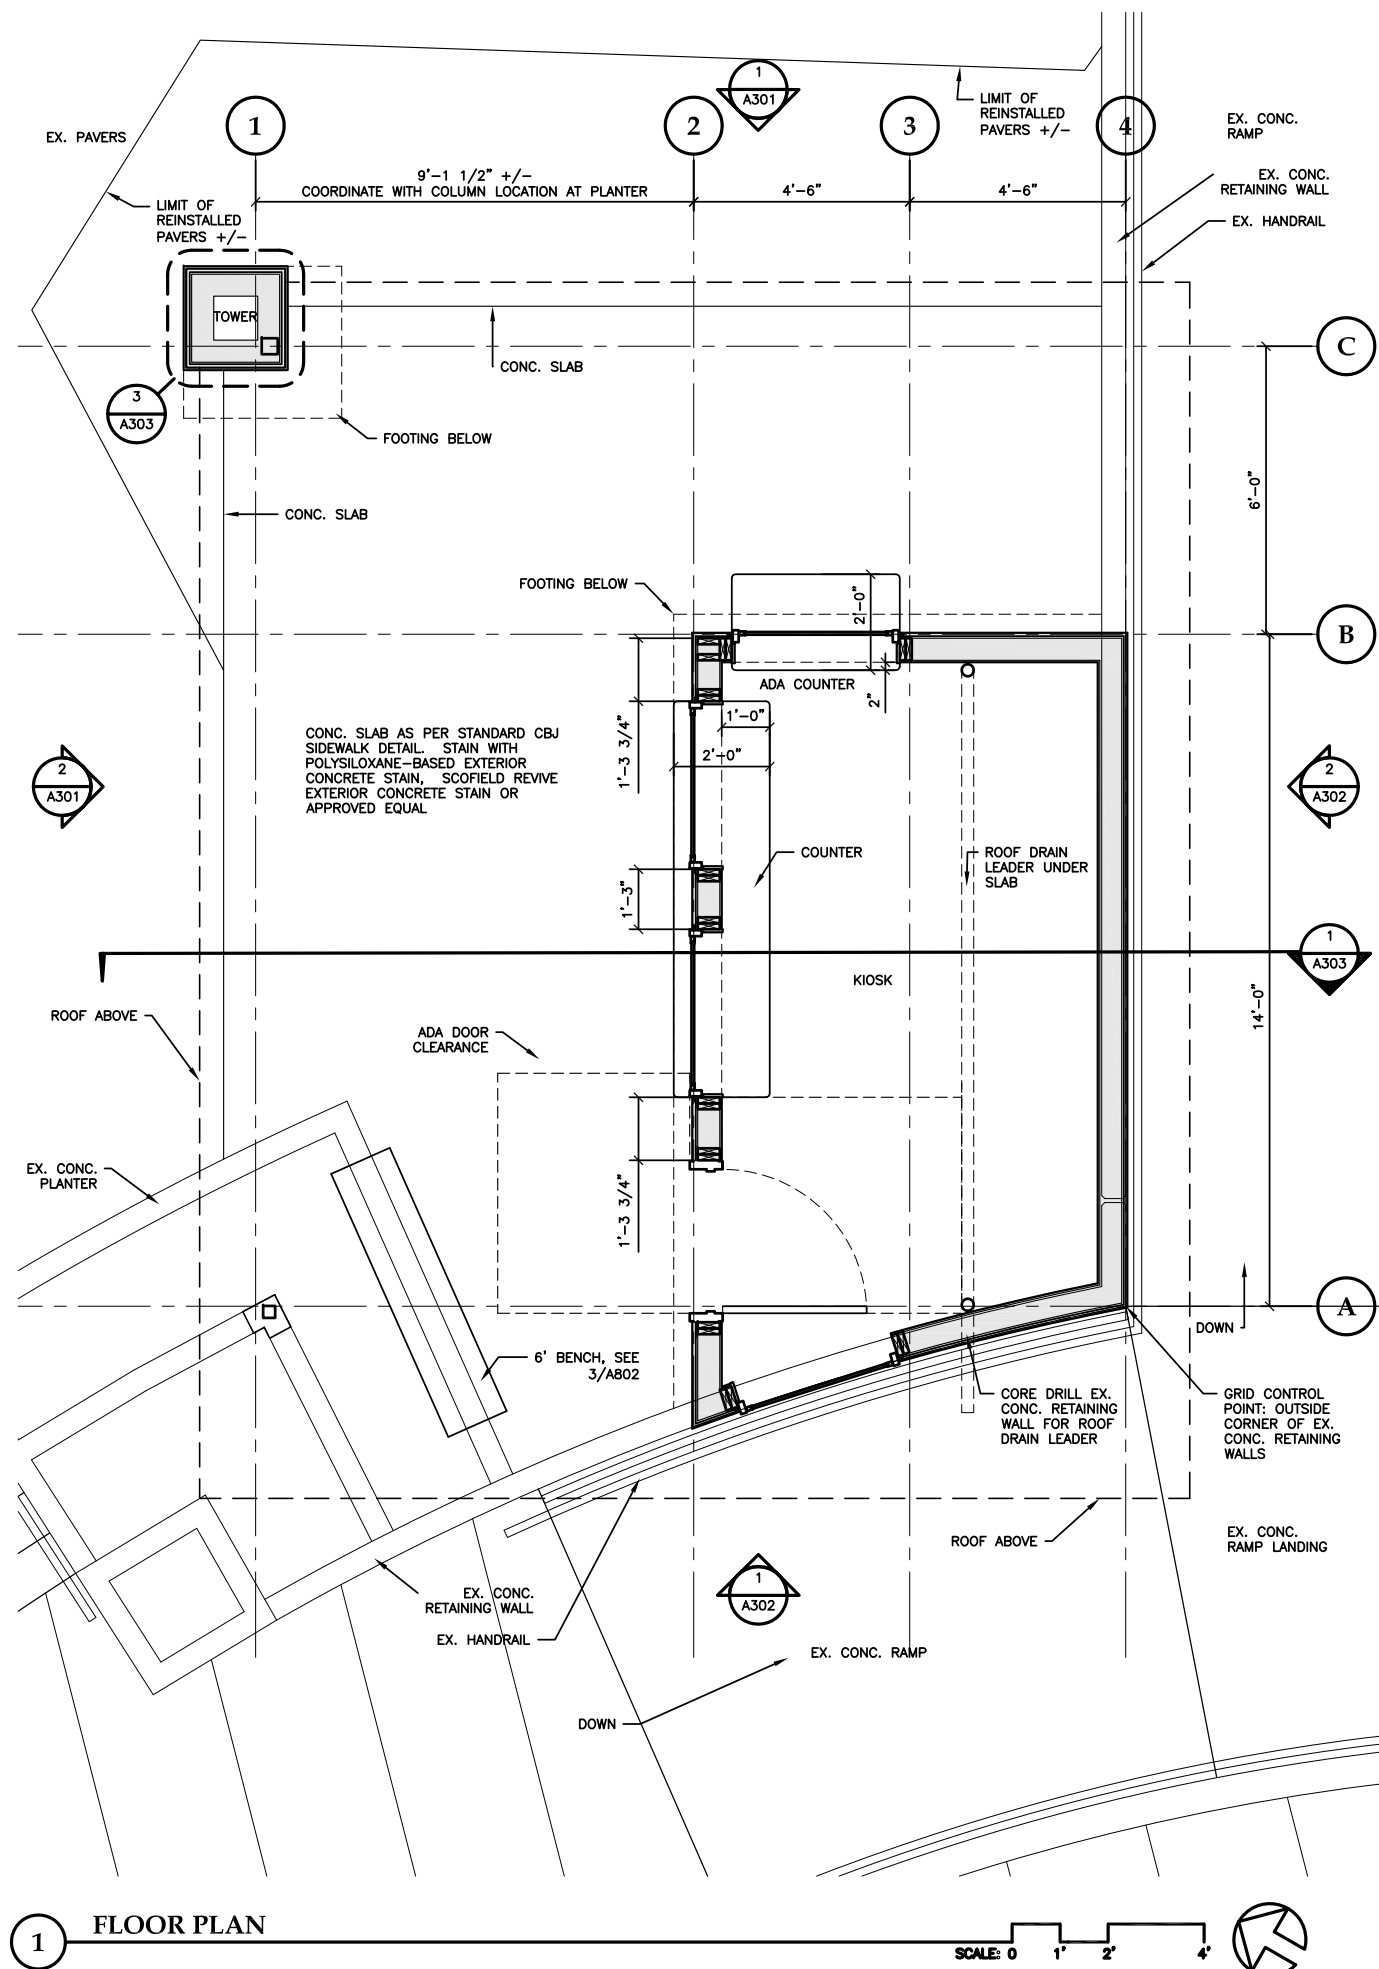 1
A301
LIMIT OF
REINSTALLED
PAVERS +/-
EX. PAVERS
1
2
3
4
EX. CONC.
RAMP
9'-1 1/2" +/-
COORDINATE WITH COLUMN LOCATION AT PLANTER
4'-6"
4'-6"
EX. CONC.
RETAINING WALL
EX. HANDRAIL
LIMIT OF
REINSTALLED
PAVERS +/-
TOWER
C
CONC. SLAB
3
A303
FOOTING BELOW
6'-0"
CONC. SLAB
FOOTING BELOW
2'-0"
B
ADA COUNTER
2"
1'-0"
1'-3 3/4"
2'-0"
CONC. SLAB AS PER STANDARD CBJ
SIDEWALK DETAIL. STAIN WITH
POLYSILOXANE-BASED EXTERIOR
CONCRETE STAIN, SCOFIELD REVIVE
EXTERIOR CONCRETE STAIN OR
APPROVED EQUAL
2
A301
2
A302
COUNTER
ROOF DRAIN
LEADER UNDER
SLAB
1'-3"
1
A303
KIOSK
14'-0"
ROOF ABOVE
ADA DOOR
CLEARANCE
EX. CONC.
PLANTER
1'-3 3/4"
A
DOWN
6' BENCH, SEE
3/A802
CORE DRILL EX.
CONC. RETAINING
WALL FOR ROOF
DRAIN LEADER
GRID CONTROL
POINT: OUTSIDE
CORNER OF EX.
CONC. RETAINING
WALLS
ROOF ABOVE
EX. CONC.
RAMP LANDING
1
A302
EX. CONC.
RETAINING WALL
EX. HANDRAIL
EX. CONC. RAMP
DOWN
1
FLOOR PLAN
SCALE: 0 1' 2' 4'